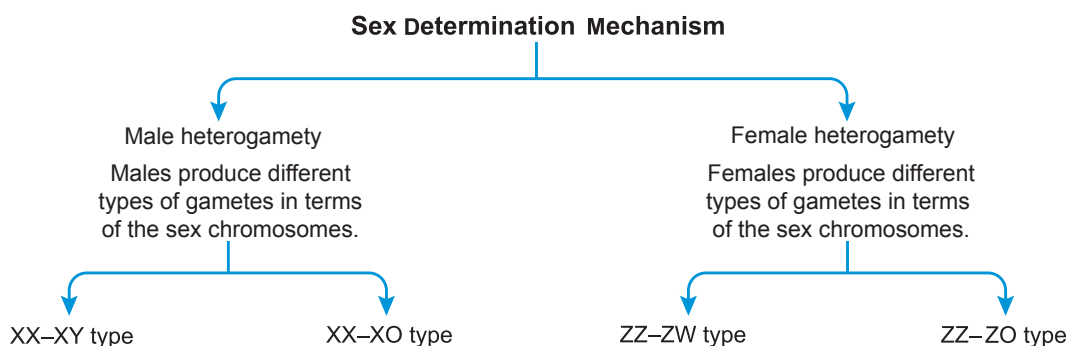 Sex Determination Mechanism
Male heterogamety
Males produce different
types of gametes in terms
of the sex chromosomes.
Female heterogamety
Females produce different
types of gametes in terms
of the sex chromosomes.
XX–XY type
XX–XO type
ZZ–ZW type
ZZ–ZO type